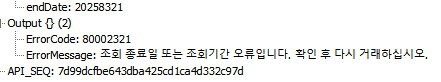 endDate: 20258321
Output {} (2)
ErrorCode: 80002321
ErrorMessage: 조회 종료일 또는 조회기간 오류입니다. 확인 후 다시 거래하십시오.
API_SEQ: 7d99dcfbe643dba425cd1ca4d332c97d